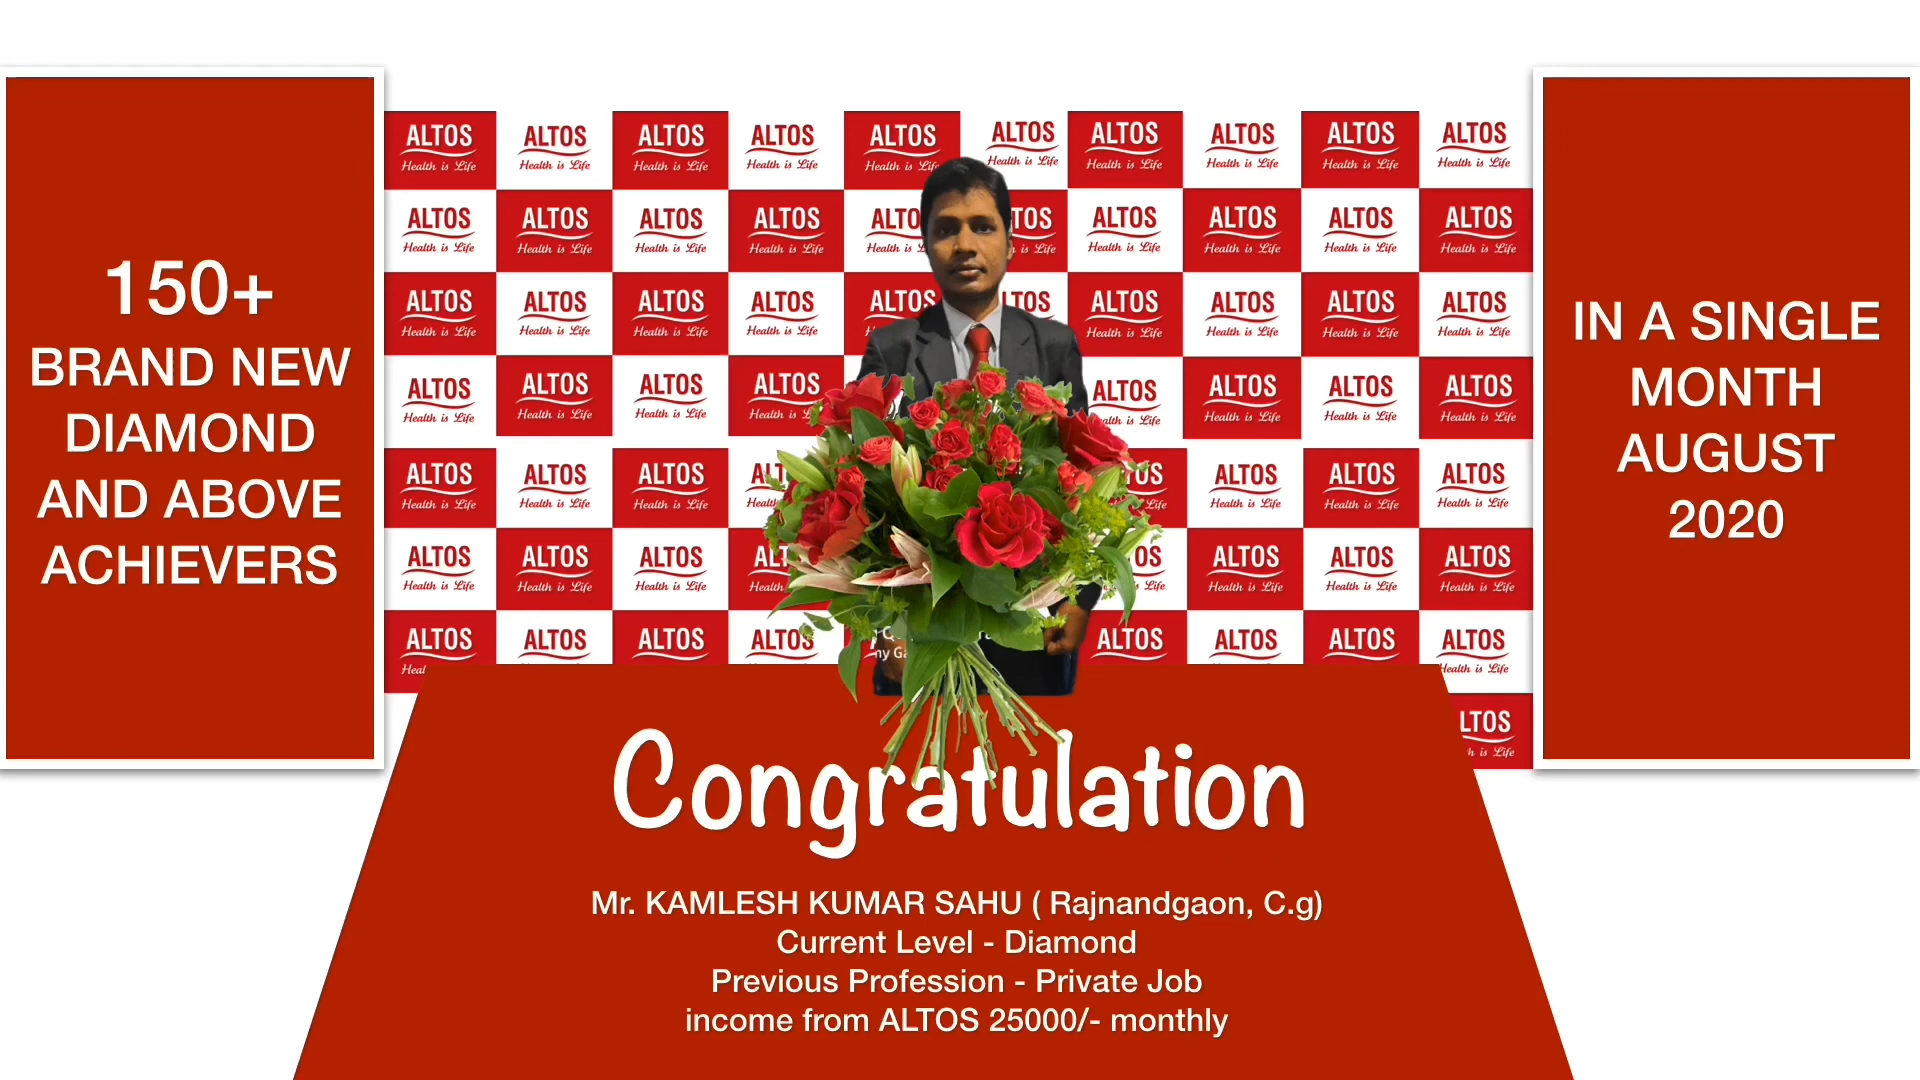 150+
BRAND NEW
DIAMOND
AND ABOVE
ACHIEVERS
IN A SINGLE
MONTH
AUGUST
2020
ALTOS
Health is Life
Congratulation
Mr. KAMLESH KUMAR SAHU ( Rajnandgaon, C.g)
Current Level - Diamond
Previous Profession - Private Job
income from ALTOS 25000/- monthly